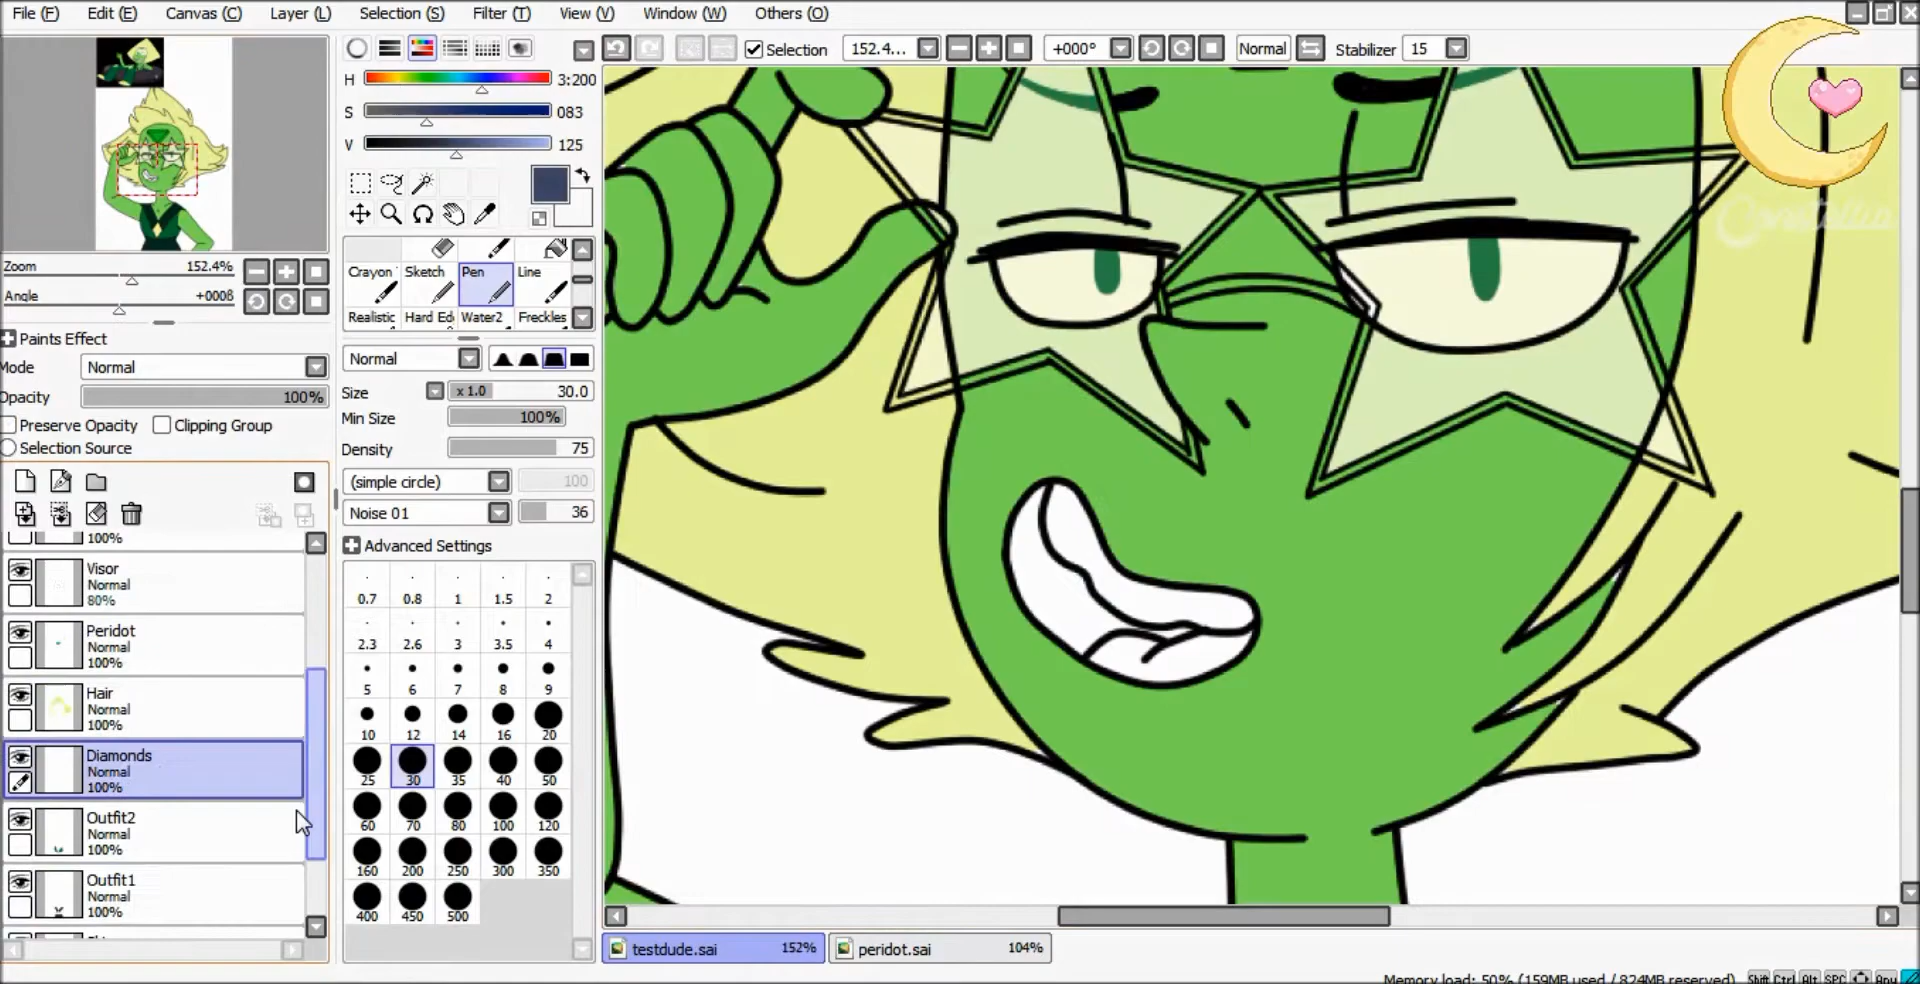 File (F) Edit (E) Canvas (C) Layer (L) Selection (S) Filter (T) View (V) Window (W) Others (O)
Selection 152.4... +000° Normal Stabilizer 15
H 3:200
S 083
V 125
Zoom 152.4%
Angle +000ß
Paints Effect
Mode Normal
Opacity 100%
Preserve Opacity Clipping Group
Selection Source
100%
Visor
Normal
80%
Peridot
Normal
100%
Hair
Normal
100%
Diamonds
Normal
100%
Outfit2
Normal
100%
Outfit1
Normal
100%
Crayon Sketch Pen Line
Realistic Hard Ed Water2 Freckles
Normal
Size x 1.0 30.0
Min Size 100%
Density 75
(simple circle) 100
Noise 01 36
Advanced Settings
0.7 0.8 1 1.5 2
2.3 2.6 3 3.5 4
5 6 7 8 9
10 12 14 16 20
25 30 35 40 50
60 70 80 100 120
160 200 250 300 350
400 450 500
testdude.sai 152% peridot.sai 104%
Memory load: 50% (159MB used / 824MB reserved) Shift Ctrl Alt SPC Any